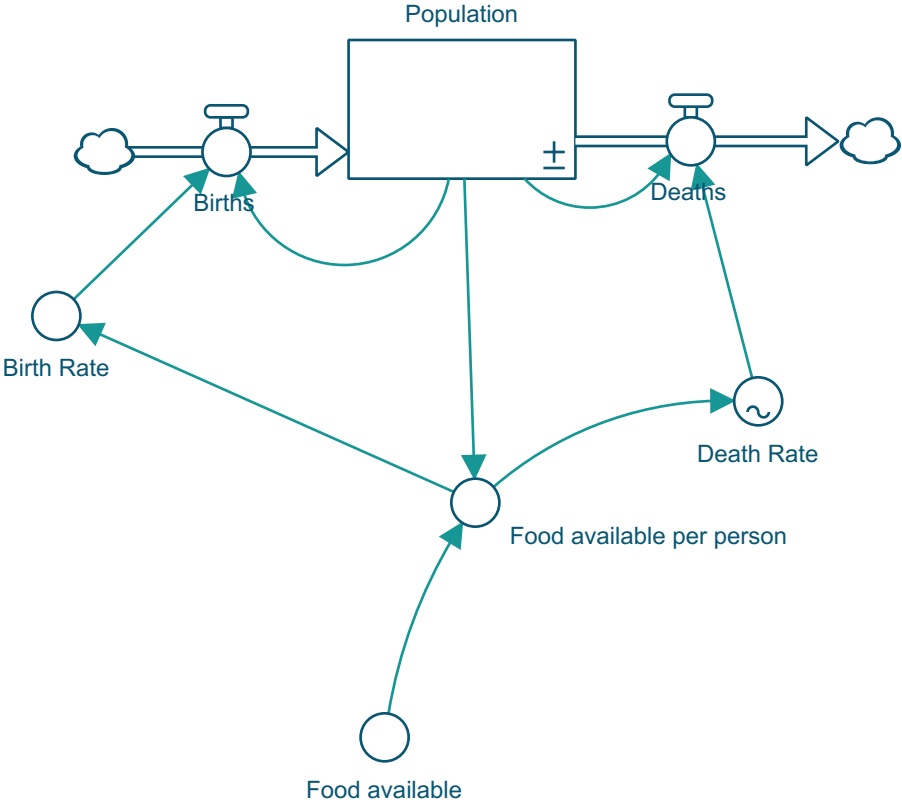 Population
Births
Deaths
Birth Rate
Death Rate
Food available per person
Food available